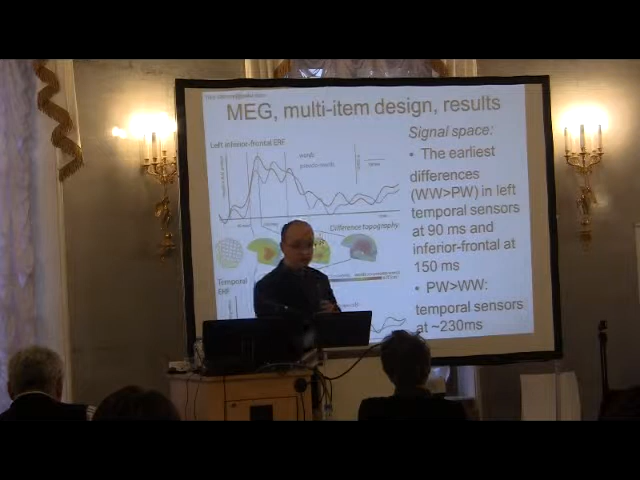 MEG, multi-item design, results
Left inferior-frontal ERF
words
pseudowords
Difference topography
Temporal
ERF
Signal space:
• The earliest
differences
(WW>PW) in left
temporal sensors
at 90 ms and
inferior-frontal at
150 ms
• PW>WW:
temporal sensors
at ~230ms